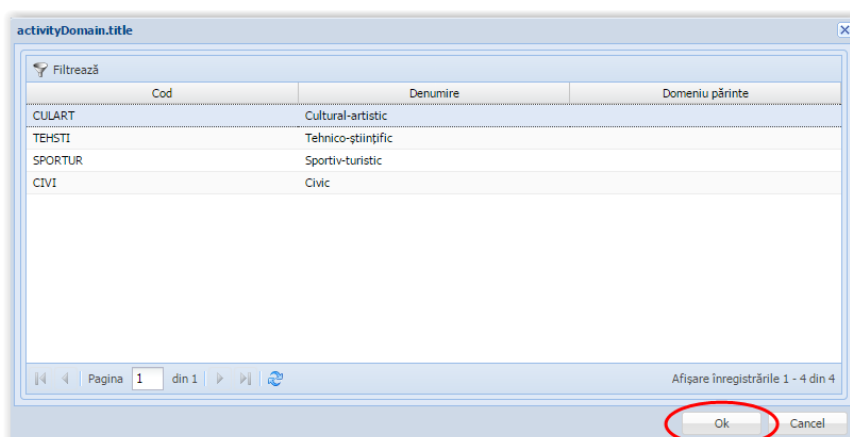 activityDomain.title
Filtrează
Cod Denumire Domeniu părinte
CULART Cultural-artistic
TEHSTI Tehnico-științific
SPORTUR Sportiv-turistic
CIVI Civic
Pagina 1 din 1 Afișare înregistrările 1 - 4 din 4
Ok Cancel